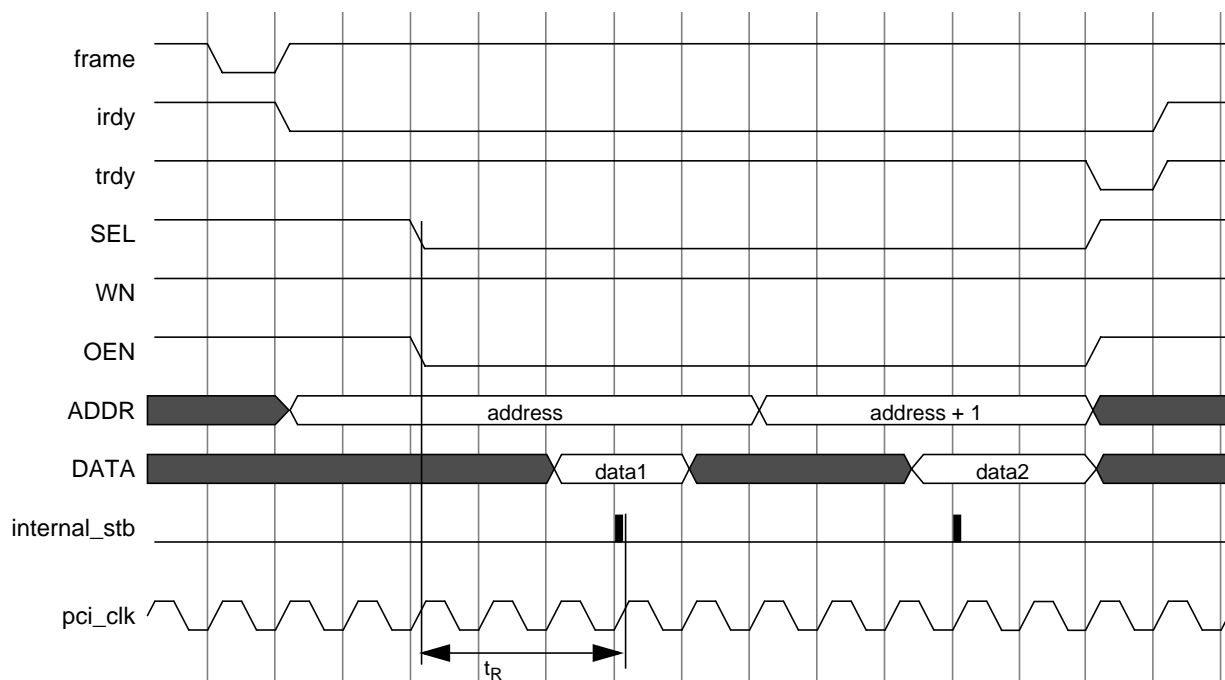 frame
irdy
trdy
SEL
WN
OEN
ADDR address address + 1
DATA data1 data2
internal_stb
pci_clk
tR